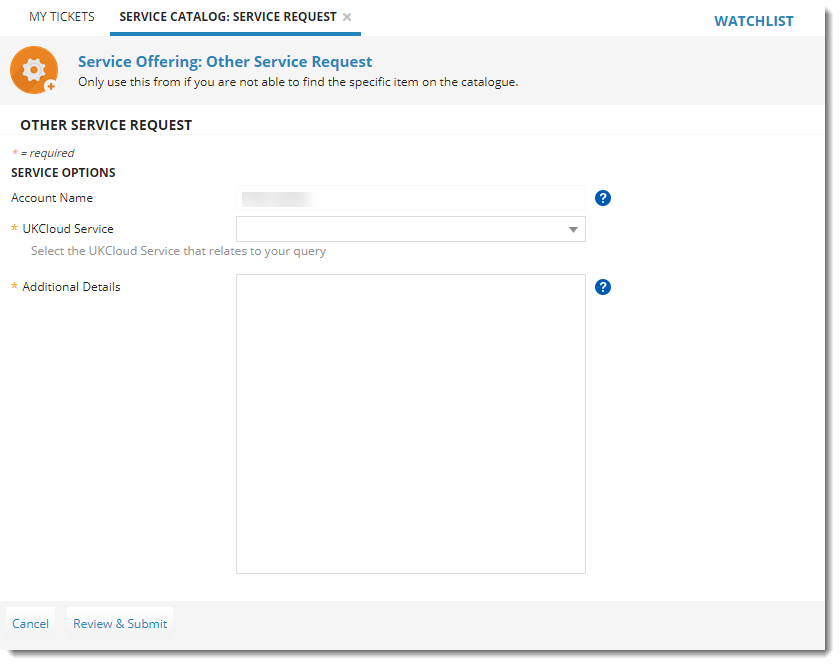 MY TICKETS
SERVICE CATALOG: SERVICE REQUEST ×
WATCHLIST
Service Offering: Other Service Request
Only use this from if you are not able to find the specific item on the catalogue.
OTHER SERVICE REQUEST
* = required
SERVICE OPTIONS
Account Name ?
* UKCloud Service
Select the UKCloud Service that relates to your query
* Additional Details ?
Cancel
Review & Submit